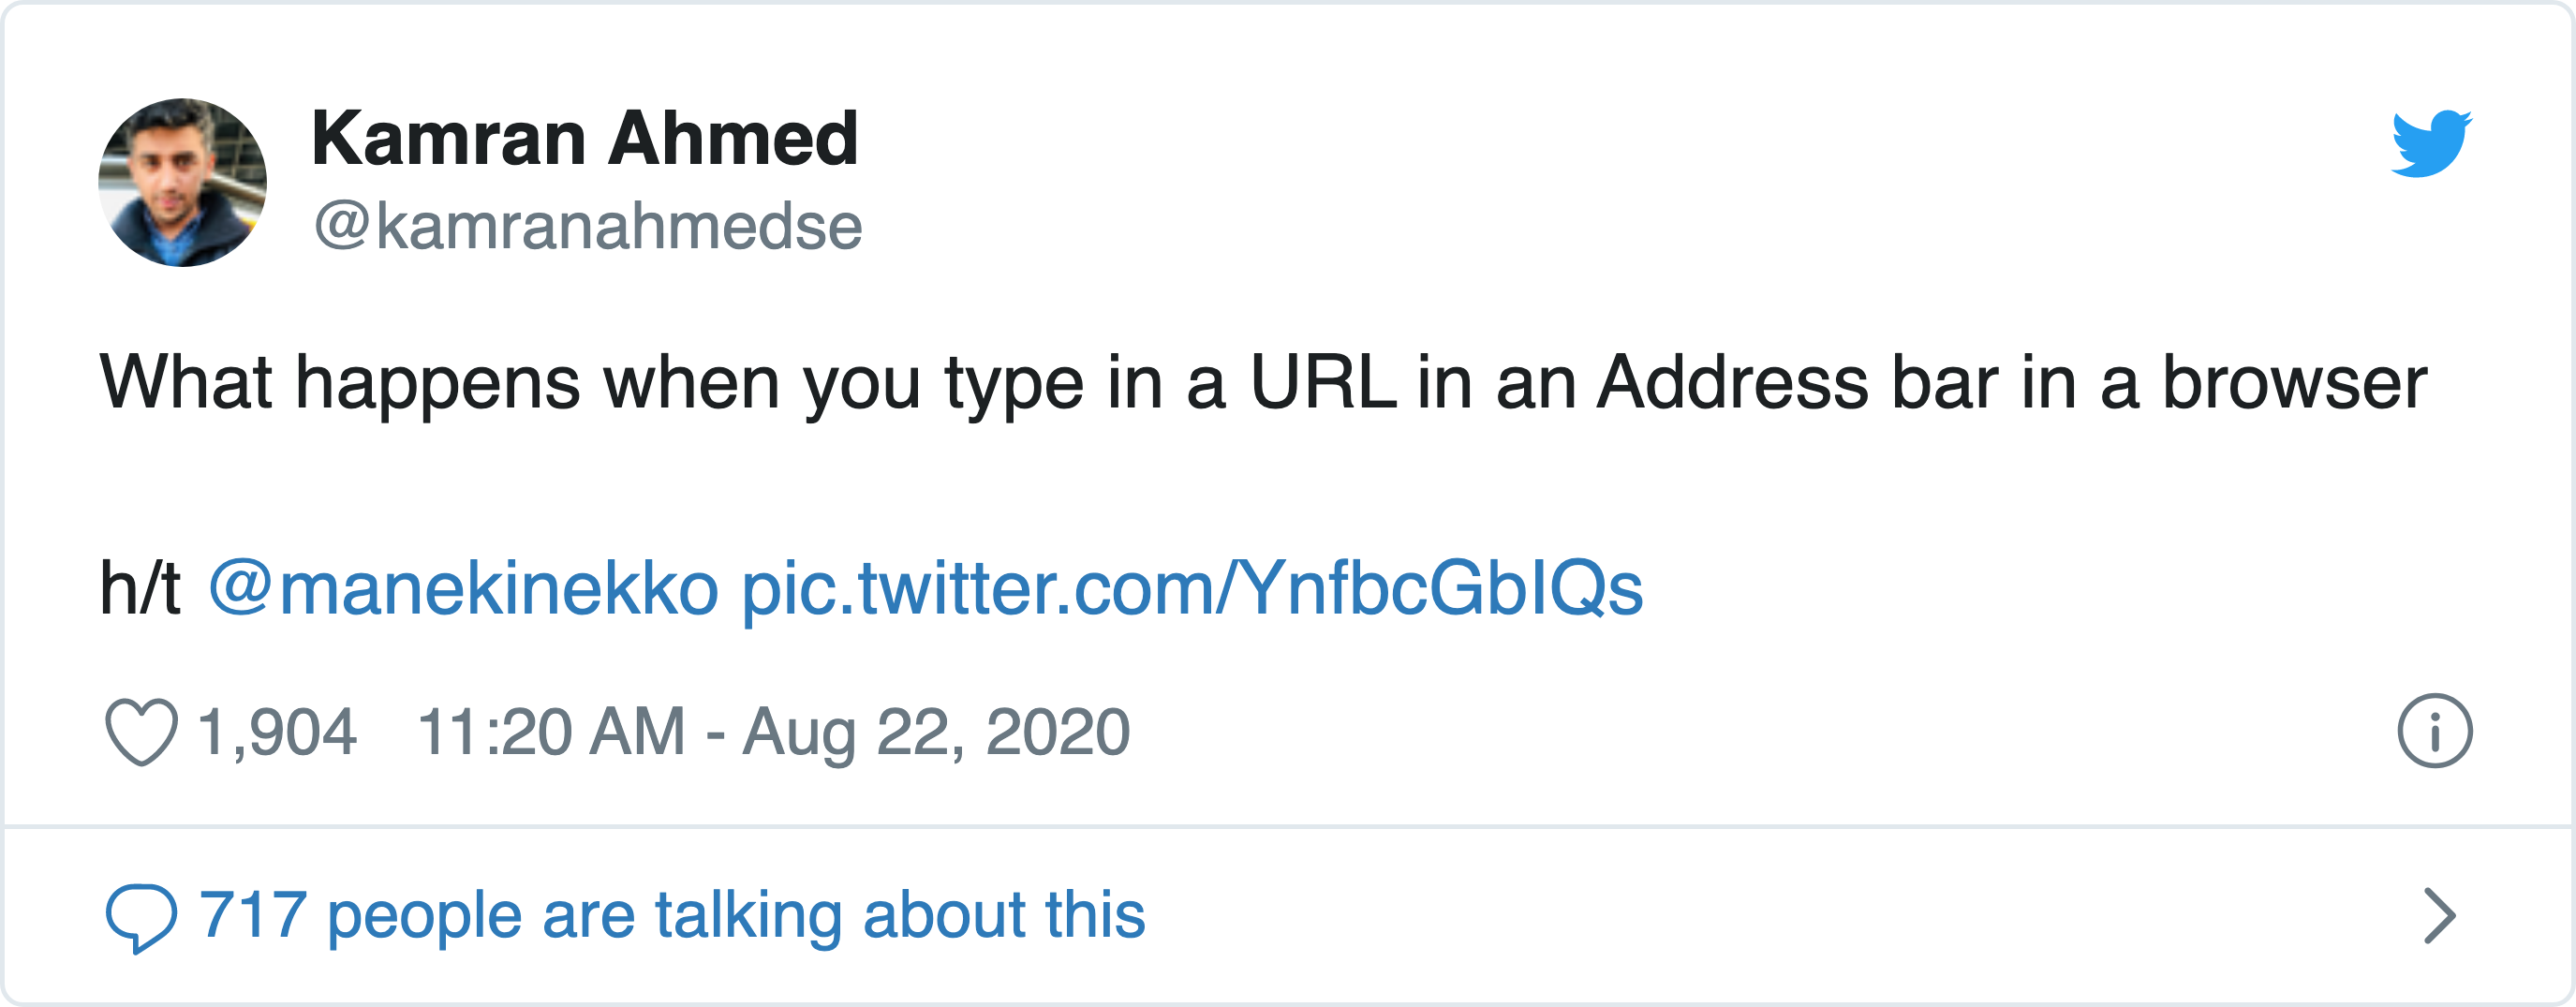 Kamran Ahmed
@kamranahmedse
What happens when you type in a URL in an Address bar in a browser
h/t @manekinekko pic.twitter.com/YnfbcGbIQs
1,904 11:20 AM - Aug 22, 2020
717 people are talking about this